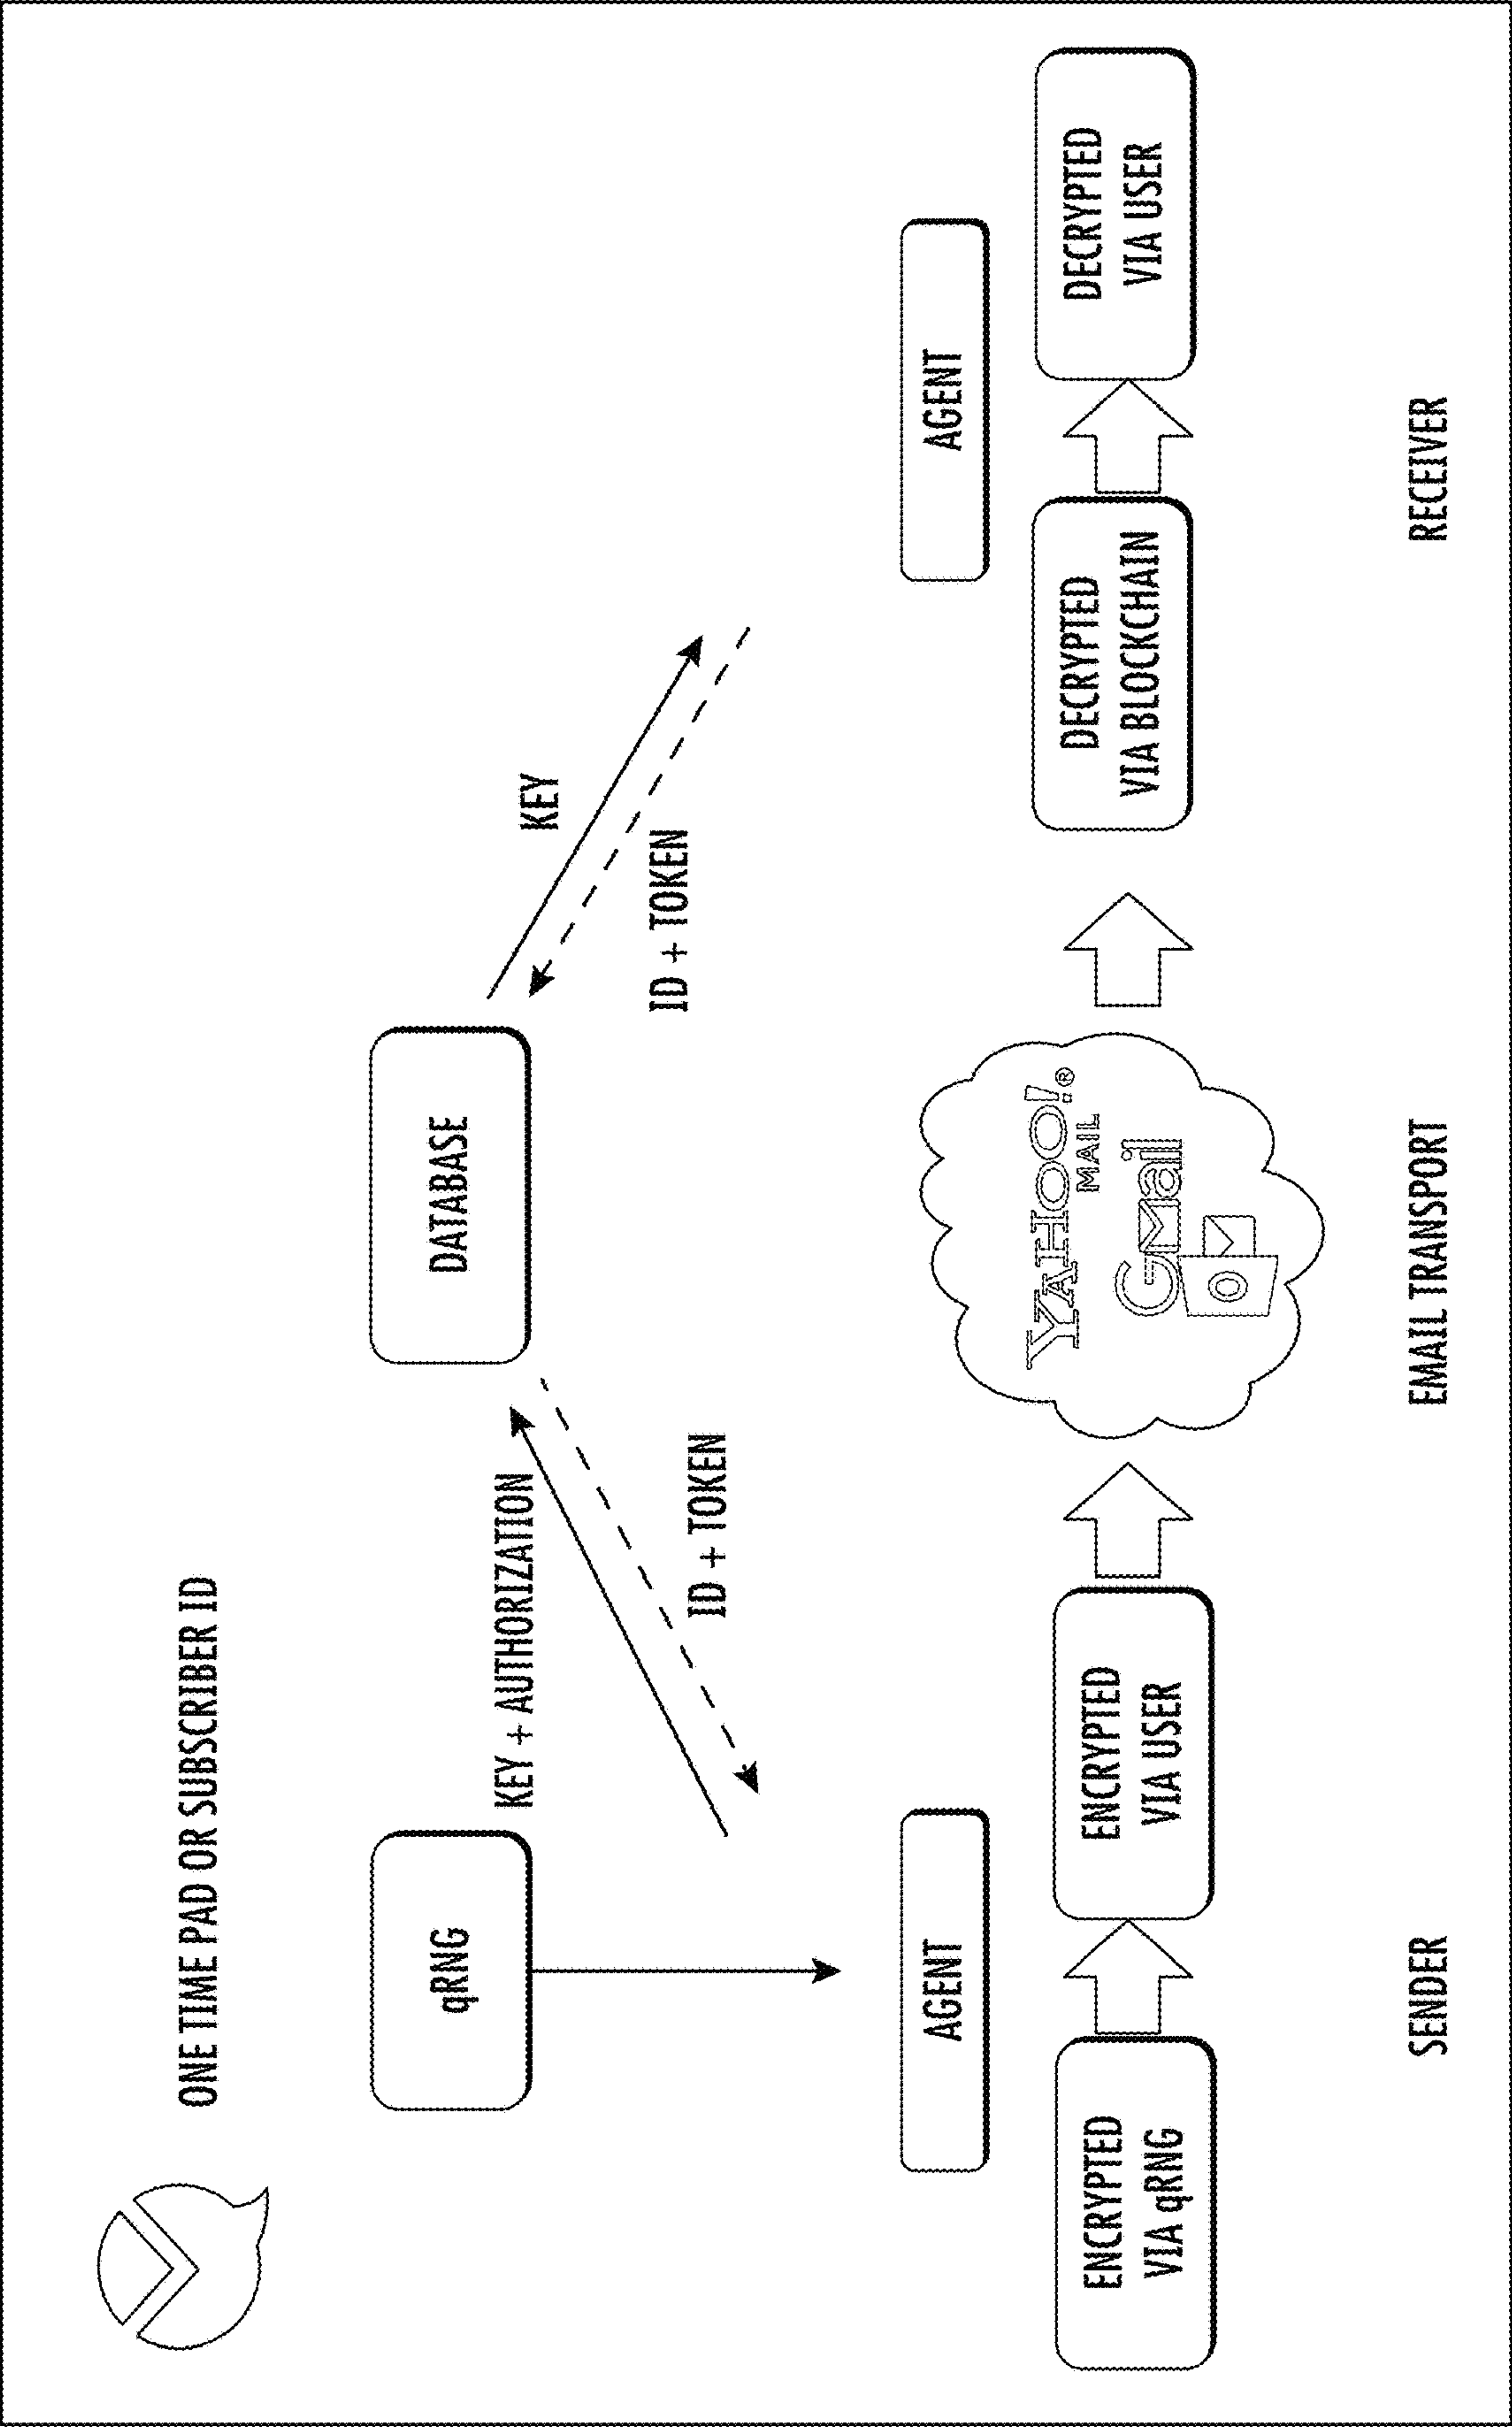 ONE TIME PAD OR SUBSCRIBER ID
qRNG
KEY + AUTHORIZATION
ID + TOKEN
DATABASE
KEY
ID + TOKEN
AGENT
AGENT
ENCRYPTED
VIA qRNG
ENCRYPTED
VIA USER
YAHOO!®
MAIL
Gmail
O
DECRYPTED
VIA BLOCKCHAIN
DECRYPTED
VIA USER
SENDER
EMAIL TRANSPORT
RECEIVER